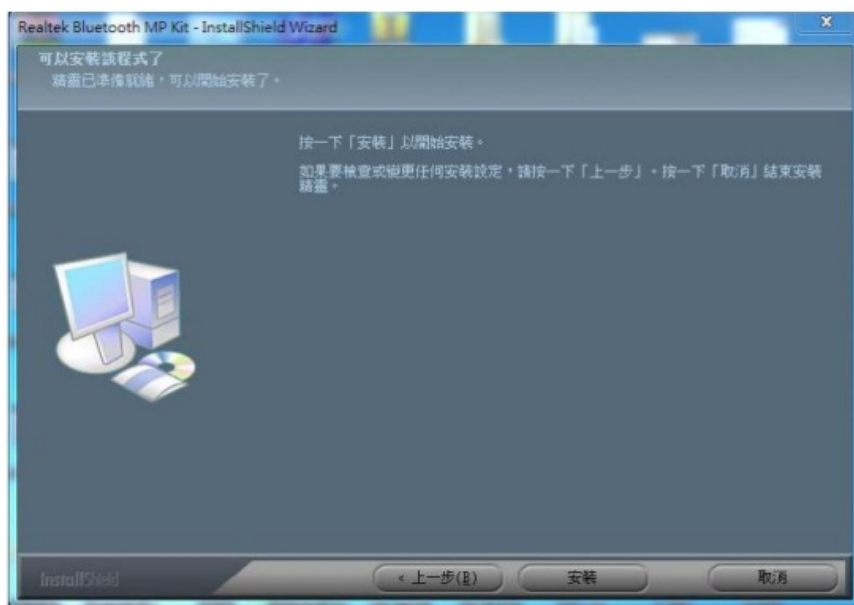 Realtek Bluetooth MP Kit - InstallShield Wizard
可以安裝該程式了
精靈已準備就緒，可以開始安裝了。
按一下「安裝」以開始安裝。
如果要檢查或變更任何安裝設定，請按一下「上一步」。按一下「取消」結束安裝
精靈。
InstallShield
< 上一步(B)
安裝
取消